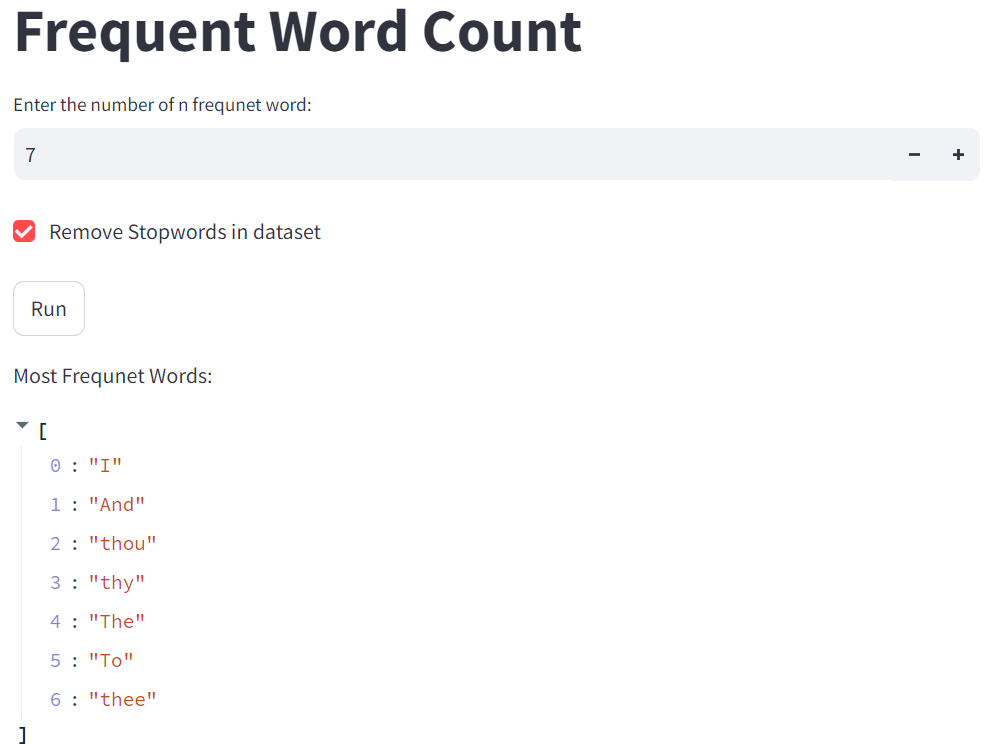 Frequent Word Count
Enter the number of n frequnet word:
7 − +
Remove Stopwords in dataset
Run
Most Frequnet Words:
[
0 : "I"
1 : "And"
2 : "thou"
3 : "thy"
4 : "The"
5 : "To"
6 : "thee"
]